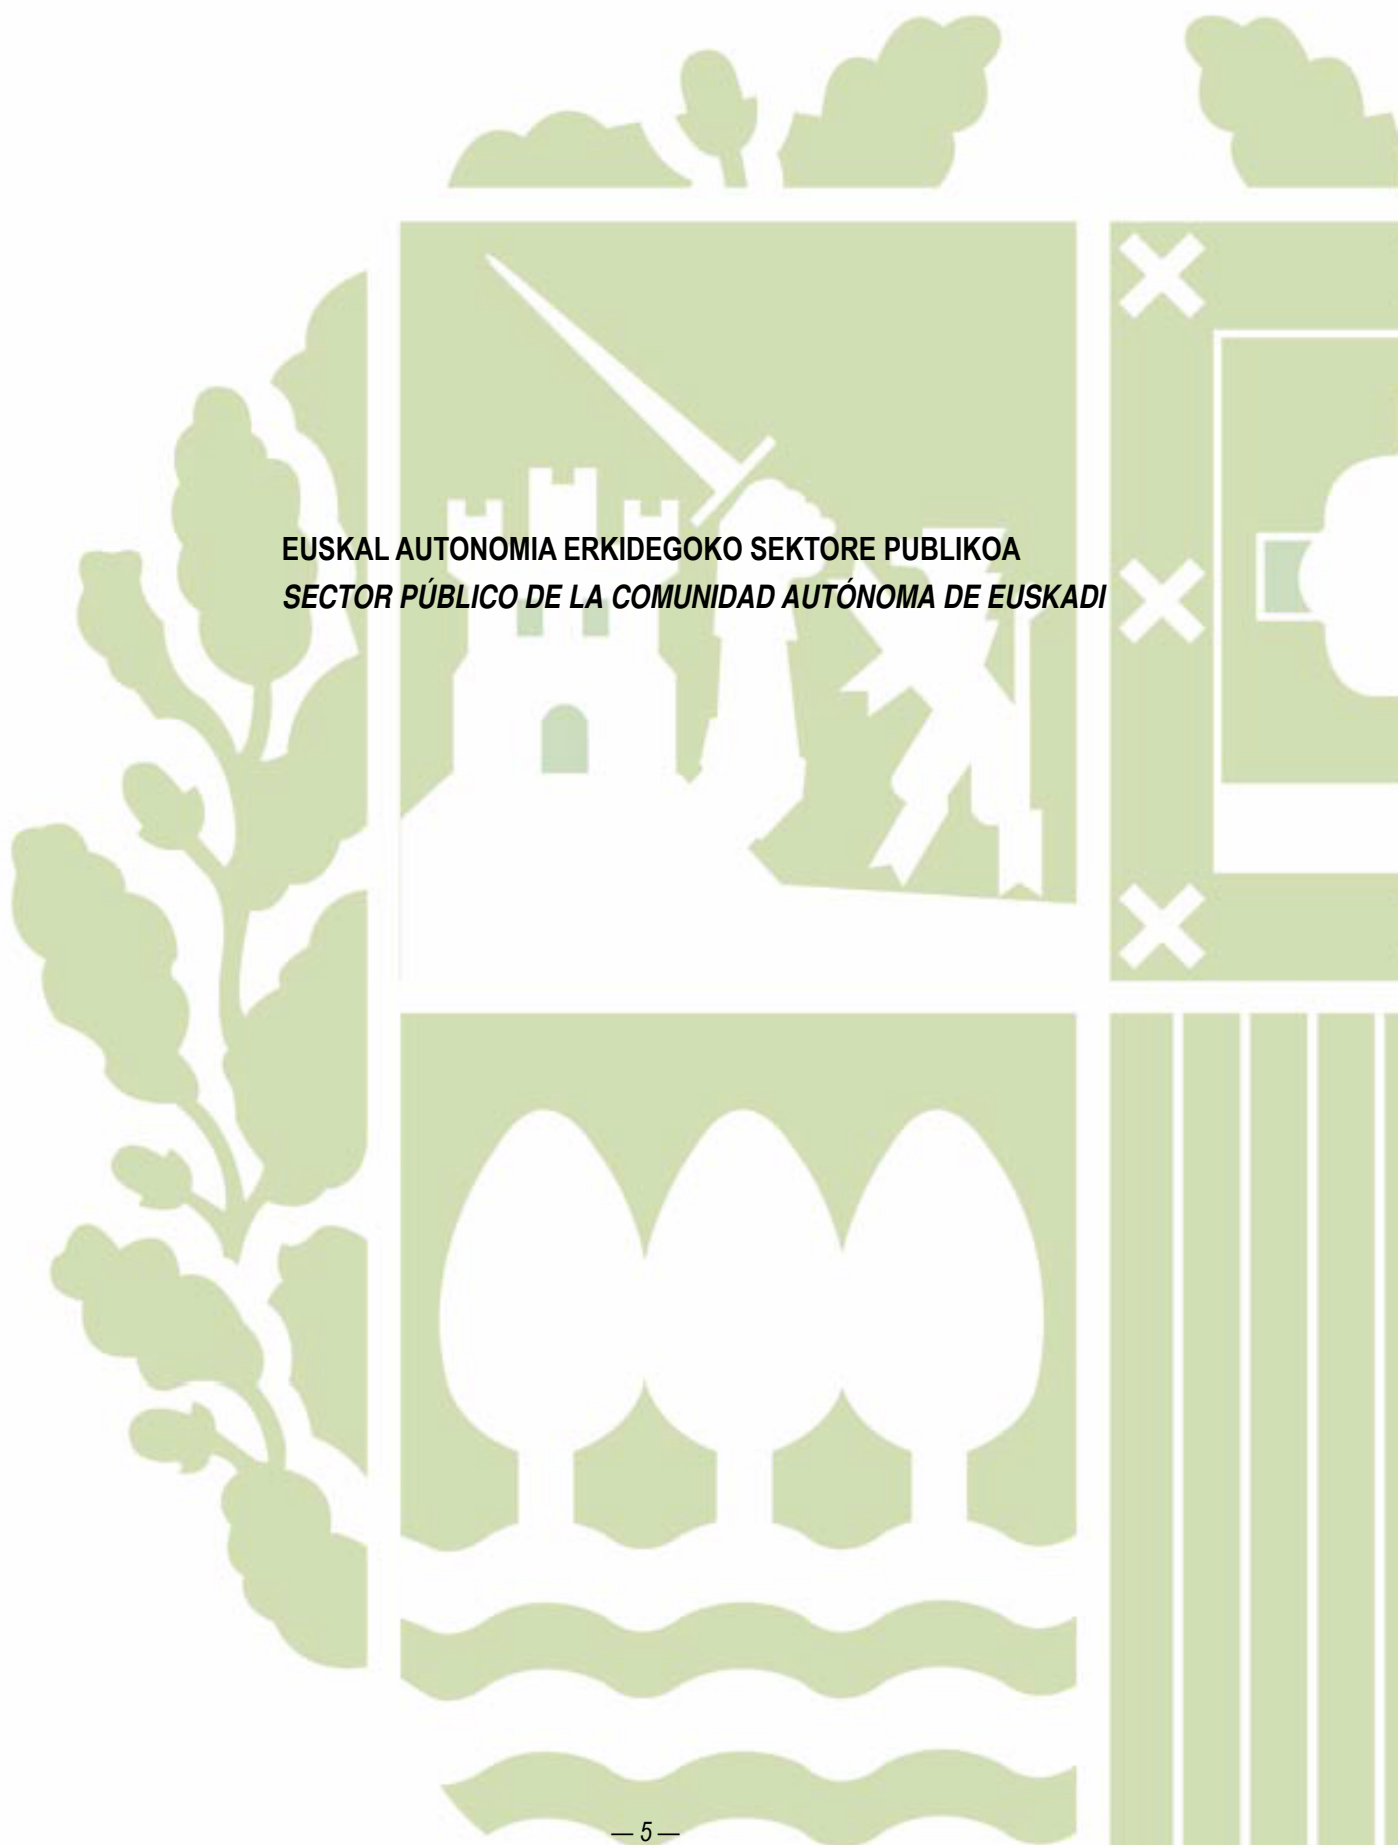 EUSKAL AUTONOMIA ERKIDEGOKO SEKTORE PUBLIKOA
SECTOR PÚBLICO DE LA COMUNIDAD AUTÓNOMA DE EUSKADI
— 5 —